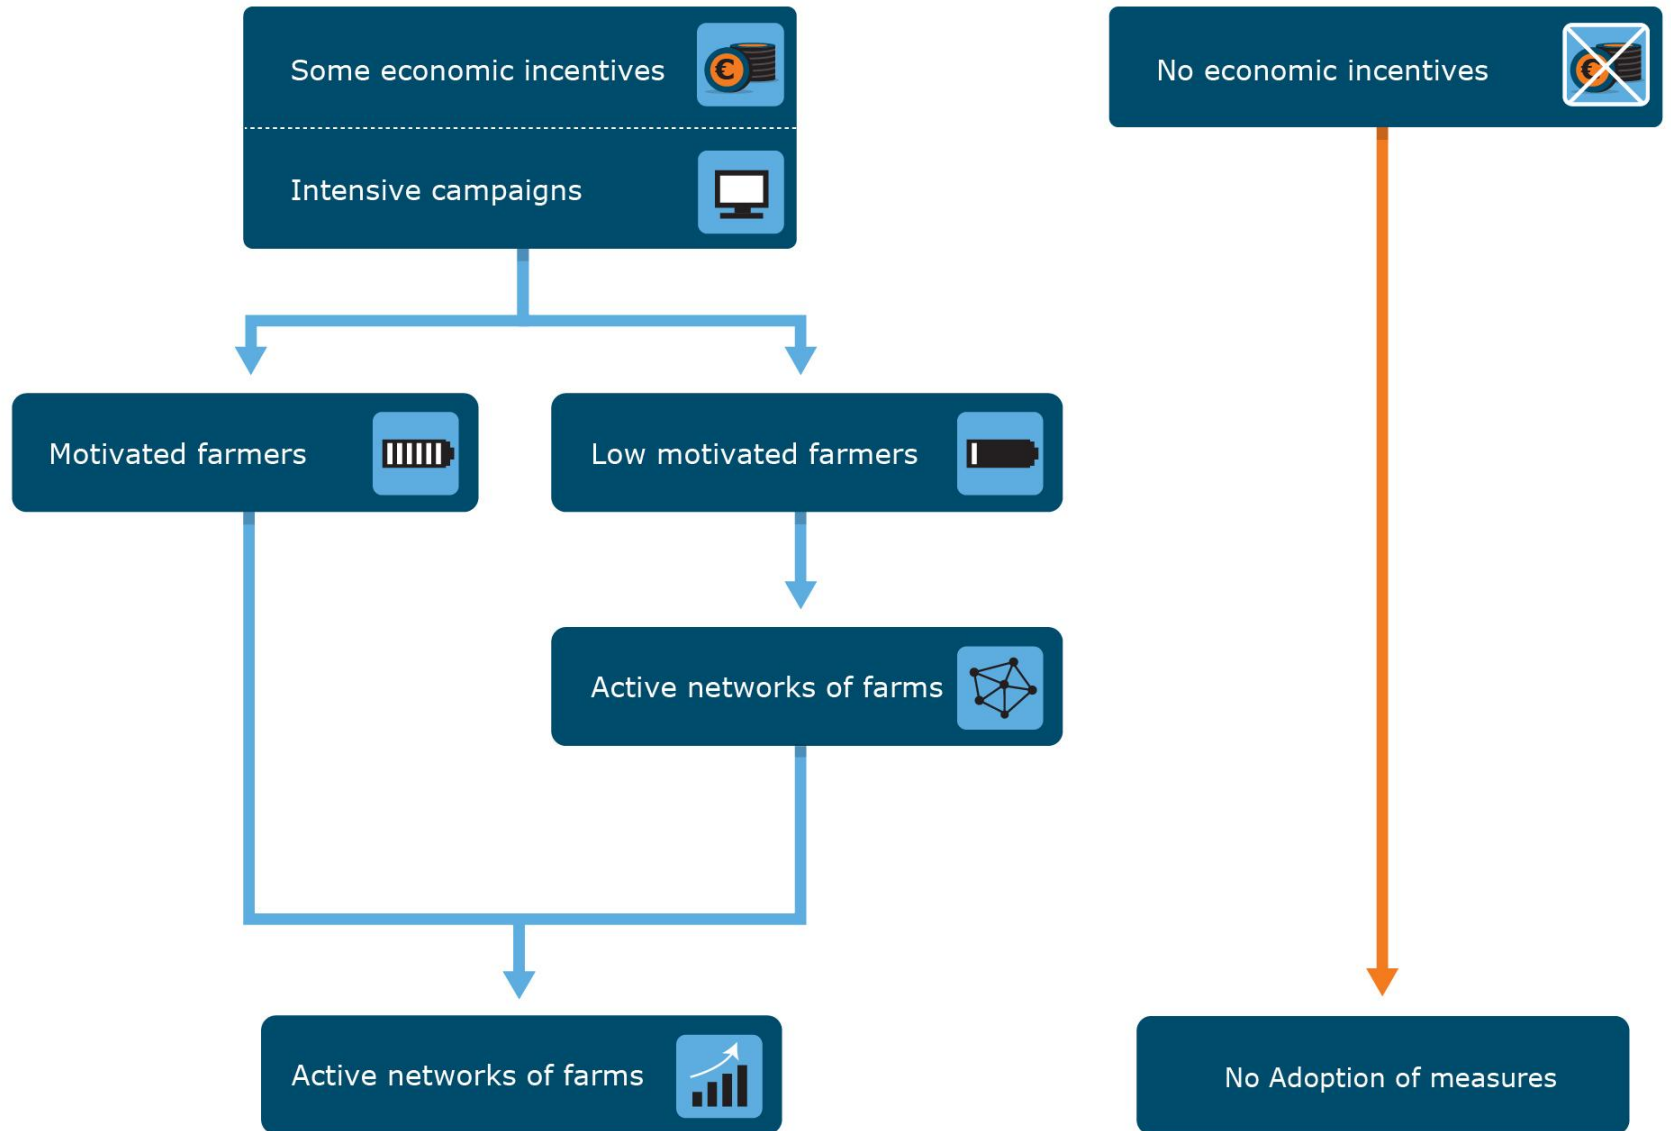 Some economic incentives
No economic incentives
Intensive campaigns
Motivated farmers
Low motivated farmers
Active networks of farms
Active networks of farms
No Adoption of measures